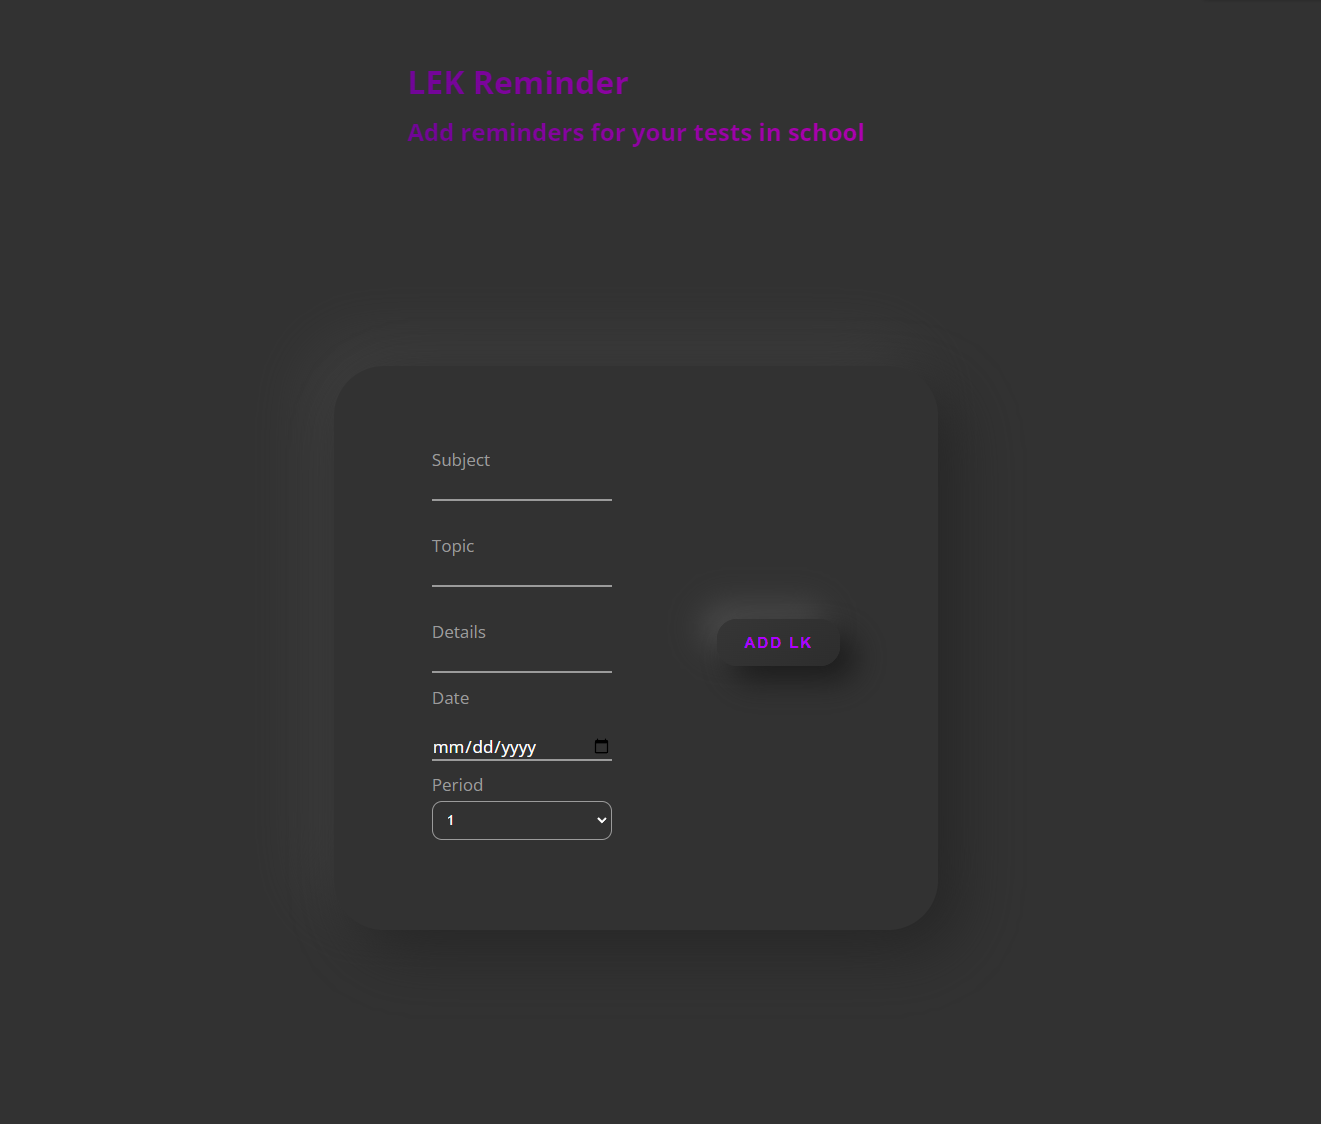 LEK Reminder
Add reminders for your tests in school
Subject
Topic
Details
ADD LK
Date
mm/dd/yyyy
Period
1